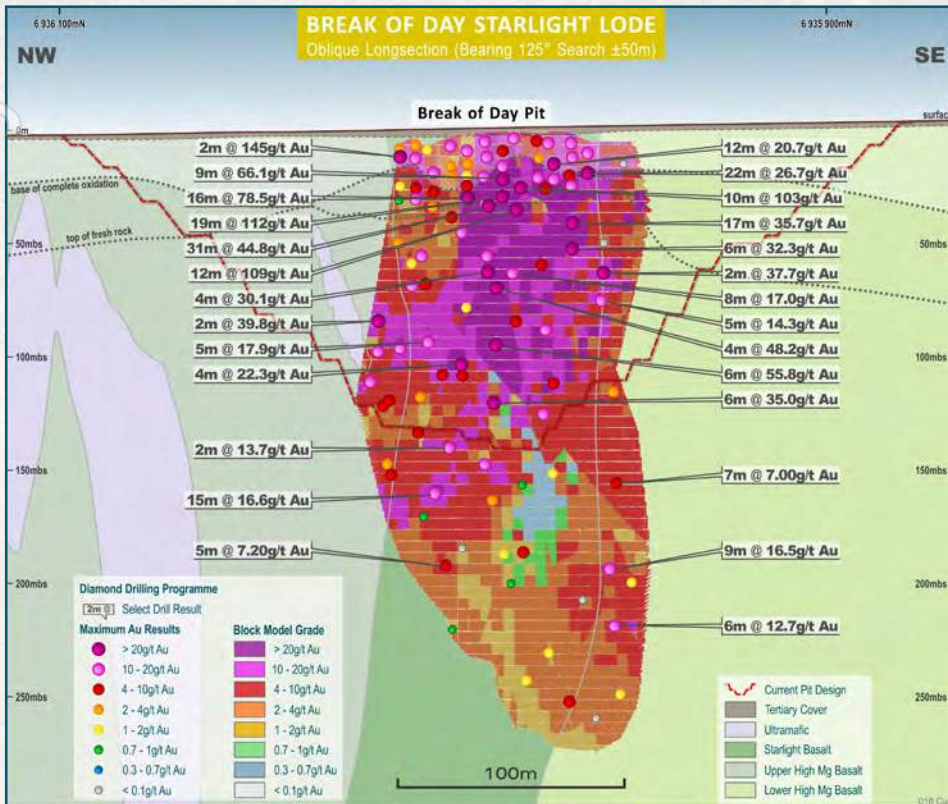 6 936 100mN
6 935 900mN
BREAK OF DAY STARLIGHT LODE
Oblique Longsection (Bearing 125° Search ±50m)
NW
SE
Break of Day Pit
0m
surface
2m @ 145g/t Au
9m @ 66.1g/t Au
16m @ 78.5g/t Au
19m @ 112g/t Au
31m @ 44.8g/t Au
12m @ 109g/t Au
4m @ 30.1g/t Au
2m @ 39.8g/t Au
5m @ 17.9g/t Au
4m @ 22.3g/t Au
2m @ 13.7g/t Au
15m @ 16.6g/t Au
5m @ 7.20g/t Au
12m @ 20.7g/t Au
22m @ 26.7g/t Au
10m @ 103g/t Au
17m @ 35.7g/t Au
6m @ 32.3g/t Au
2m @ 37.7g/t Au
8m @ 17.0g/t Au
5m @ 14.3g/t Au
4m @ 48.2g/t Au
6m @ 55.8g/t Au
6m @ 35.0g/t Au
7m @ 7.00g/t Au
9m @ 16.5g/t Au
6m @ 12.7g/t Au
base of complete oxidation
top of fresh rock
50mbs
100mbs
150mbs
200mbs
250mbs
50mbs
100mbs
150mbs
200mbs
250mbs
Diamond Drilling Programme
2m @ Select Drill Result
Maximum Au Results
> 20g/t Au
10 - 20g/t Au
4 - 10g/t Au
2 - 4g/t Au
1 - 2g/t Au
0.7 - 1g/t Au
0.3 - 0.7g/t Au
< 0.1g/t Au
Block Model Grade
> 20g/t Au
10 - 20g/t Au
4 - 10g/t Au
2 - 4g/t Au
1 - 2g/t Au
0.7 - 1g/t Au
0.3 - 0.7g/t Au
< 0.1g/t Au
100m
Current Pit Design
Tertiary Cover
Ultramafic
Starlight Basalt
Upper High Mg Basalt
Lower High Mg Basalt